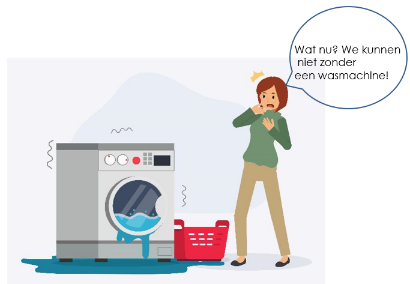 Wat nu? We kunnen
niet zonder
een wasmachine!